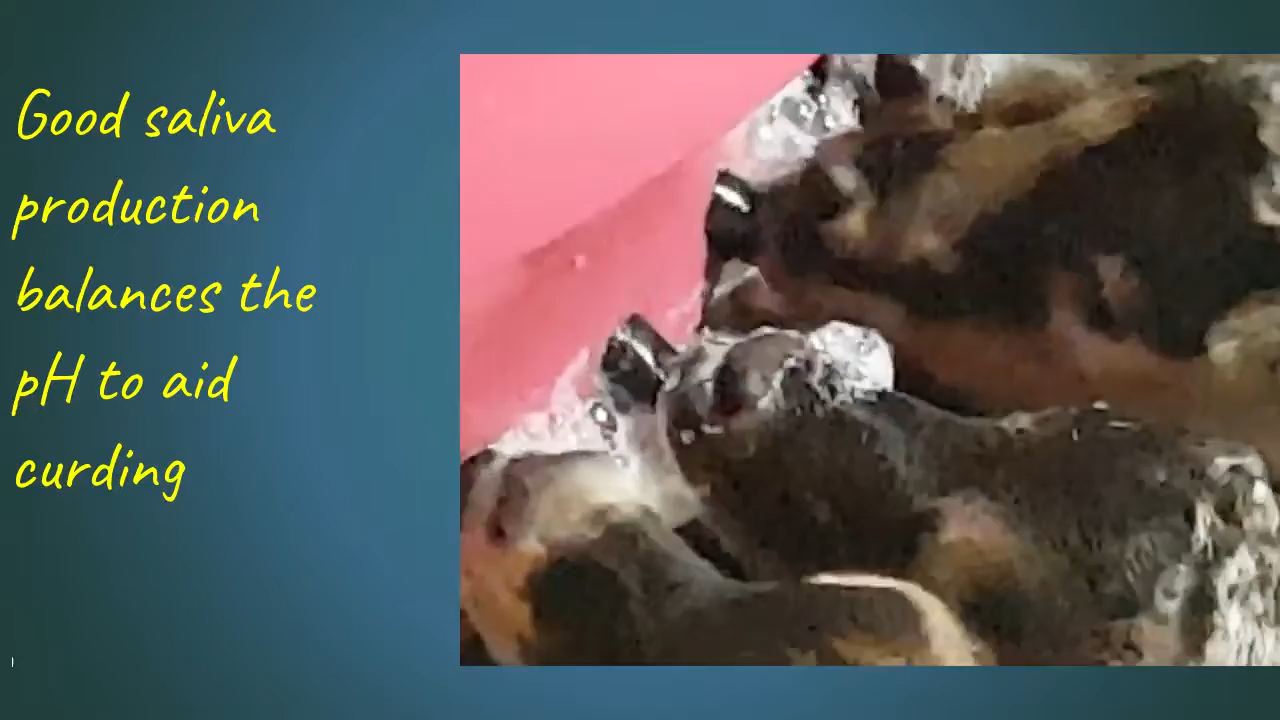 Good saliva
production
balances the
pH to aid
curding